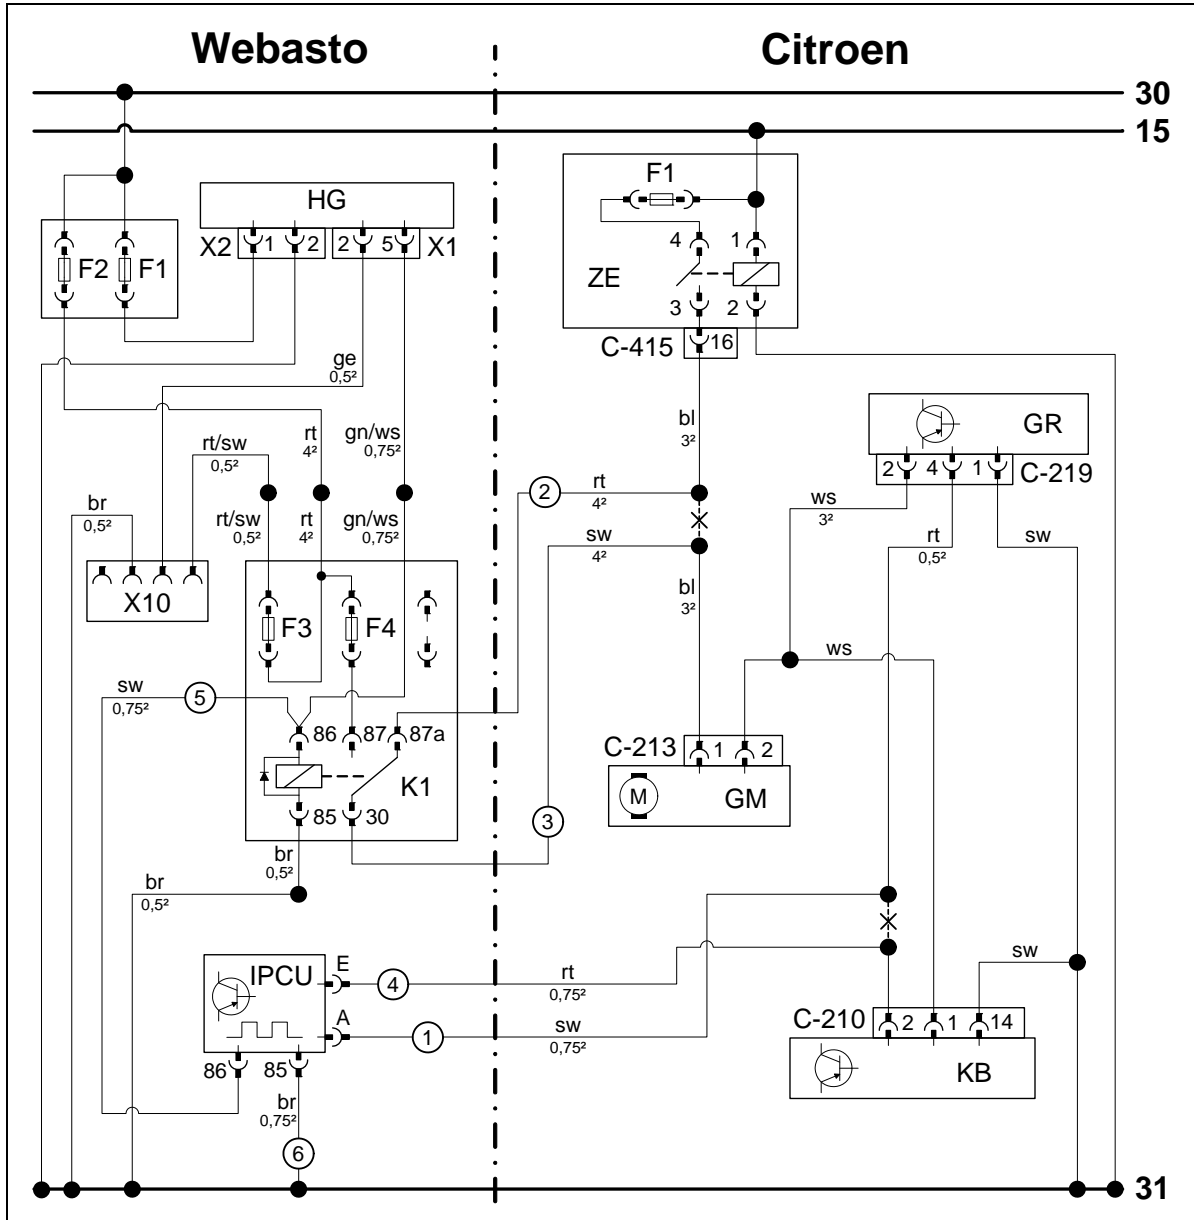 Webasto
Citroen
30
15
F1
HG
X2 1 2 2 5 X1
F2 F1
4 1
ZE
3 2
C-415 16
ge
0,5²
bl
3²
GR
rt/sw
0,5²
rt
4²
gn/ws
0,75²
2 4 1 C-219
2
rt
4²
ws
3²
br
0,5²
rt/sw
0,5²
rt
4²
gn/ws
0,75²
sw
4²
rt
0,5²
sw
bl
3²
X10
F3 F4
ws
sw
0,75²
5
86 87 87a
C-213 1 2
K1
M GM
85 30
3
br
0,5²
br
0,5²
IPCU E
4
rt
0,75²
sw
A
1
sw
0,75²
C-210 2 1 14
86 85
KB
br
0,75²
6
31